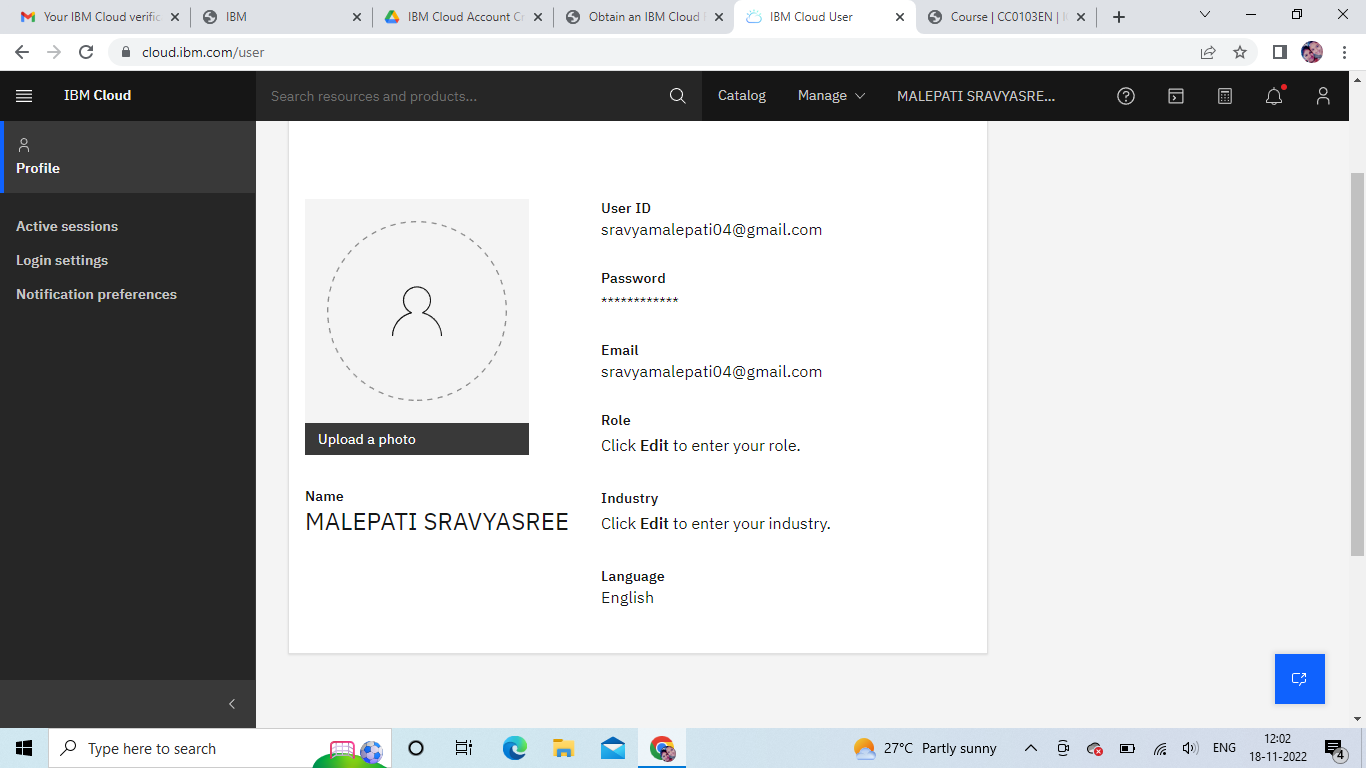 Your IBM Cloud verific
IBM
IBM Cloud Account Cr
Obtain an IBM Cloud
IBM Cloud User
Course | CC0103EN |
cloud.ibm.com/user
IBM Cloud
Search resources and products...
Catalog
Manage
MALEPATI SRAVYASRE...
Profile
Active sessions
Login settings
Notification preferences
Upload a photo
Name
MALEPATI SRAVYASREE
User ID
sravyamalepati04@gmail.com
Password
************
Email
sravyamalepati04@gmail.com
Role
Click Edit to enter your role.
Industry
Click Edit to enter your industry.
Language
English
Type here to search
27°C Partly sunny
ENG
12:02
18-11-2022
4